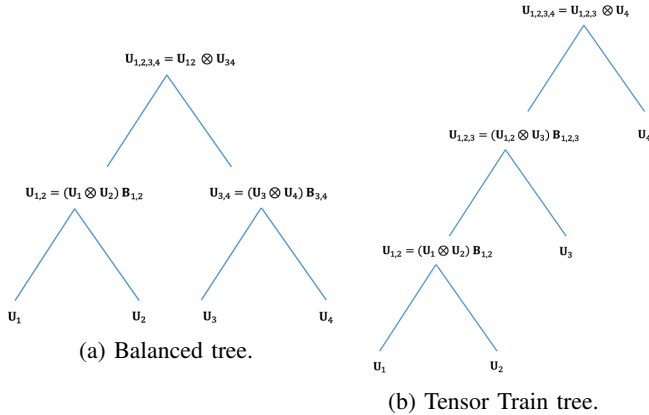 U₁,₂,₃,₄ = U₁₂ ⊗ U₃₄
U₁,₂ = (U₁ ⊗ U₂) B₁,₂
U₃,₄ = (U₃ ⊗ U₄) B₃,₄
U₁
U₂
U₃
U₄
(a) Balanced tree.
U₁,₂,₃,₄ = U₁,₂,₃ ⊗ U₄
U₁,₂,₃ = (U₁,₂ ⊗ U₃) B₁,₂,₃
U₄
U₁,₂ = (U₁ ⊗ U₂) B₁,₂
U₃
U₁
U₂
(b) Tensor Train tree.